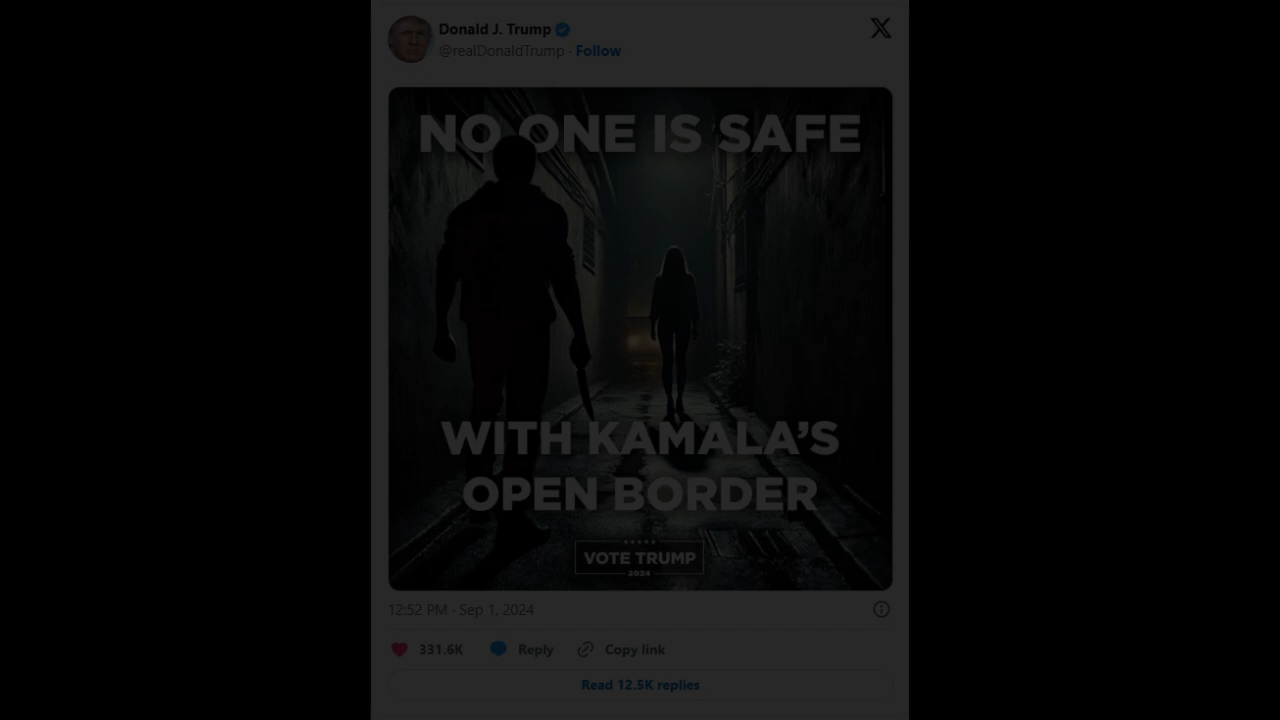 Donald J. Trump
@realDonaldTrump · Follow
NO ONE IS SAFE
WITH KAMALA'S
OPEN BORDER
VOTE TRUMP
2024
12:52 PM · Sep 1, 2024
331.6K Reply Copy link
Read 12.5K replies